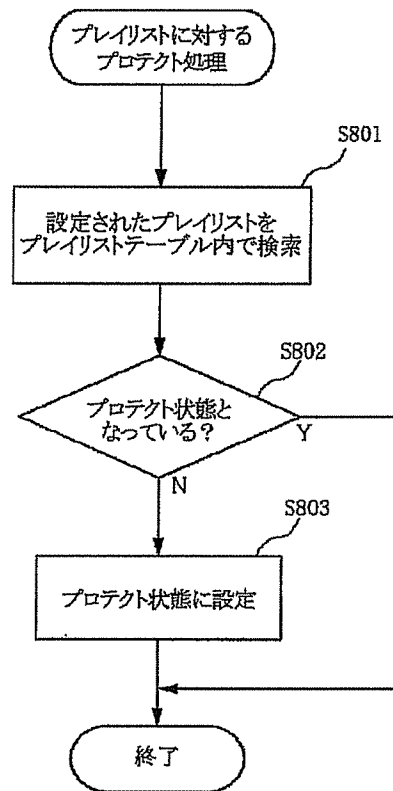 プレイリストに対する
プロテクト処理
S801
設定されたプレイリストを
プレイリストテーブル内で検索
S802
プロテクト状態と
なっている？
Y
N
S803
プロテクト状態に設定
終了